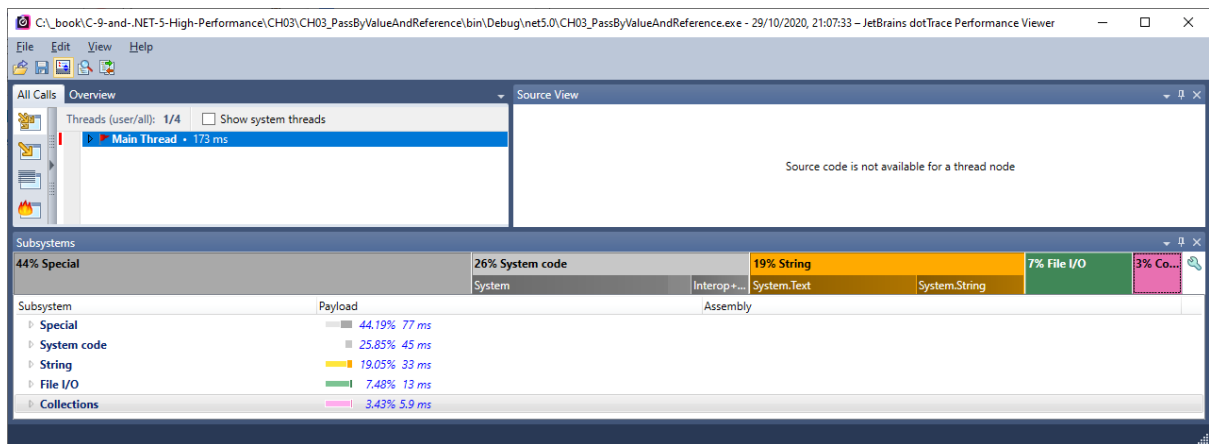 C:\_book\C-9-and-.NET-5-High-Performance\CH03\CH03_PassByValueAndReference\bin\Debug\net5.0\CH03_PassByValueAndReference.exe - 29/10/2020, 21:07:33 – JetBrains dotTrace Performance Viewer
File Edit View Help
All Calls Overview
Source View
Threads (user/all): 1/4 Show system threads
Main Thread • 173 ms
Source code is not available for a thread node
Subsystems
44% Special 26% System code 19% String 7% File I/O 3% Co...
System Interop+... System.Text System.String
Subsystem Payload Assembly
Special 44.19% 77 ms
System code 25.85% 45 ms
String 19.05% 33 ms
File I/O 7.48% 13 ms
Collections 3.43% 5.9 ms